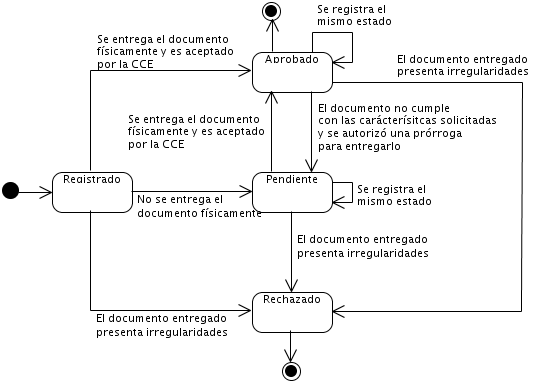 Se registra el
mismo estado
Se entrega el documento
físicamente y es aceptado
por la CCE
Aprobado
El documento entregado
presenta irregularidades
Se entrega el documento
físicamente y es aceptado
por la CCE
El documento no cumple
con las carácterísitcas solicitadas
y se autorizó una prórroga
para entregarlo
Registrado
No se entrega el
documento físicamente
Pendiente
Se registra el
mismo estado
El documento entregado
presenta irregularidades
Rechazado
El documento entregado
presenta irregularidades